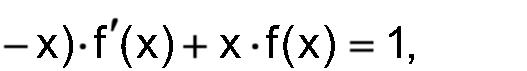 −x)·f′(x)+ x·f(x) = 1,